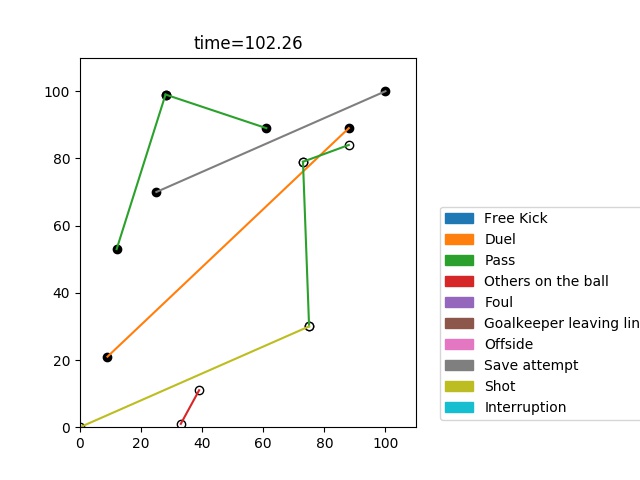 time=102.26
100
80
60
40
20
0
0 20 40 60 80 100
Free Kick
Duel
Pass
Others on the ball
Foul
Goalkeeper leaving lin
Offside
Save attempt
Shot
Interruption